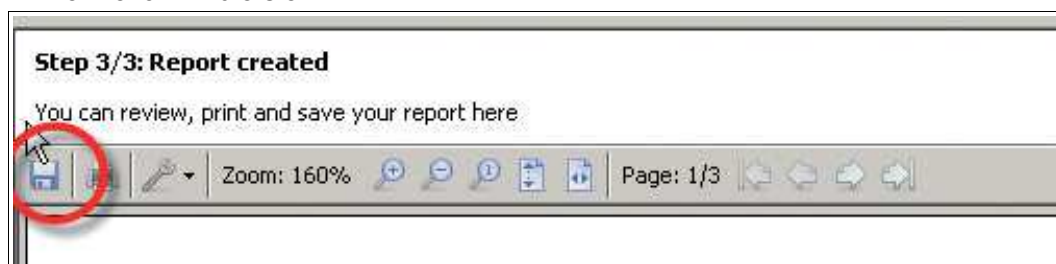 Step 3/3: Report created
You can review, print and save your report here
Zoom: 160% Page: 1/3